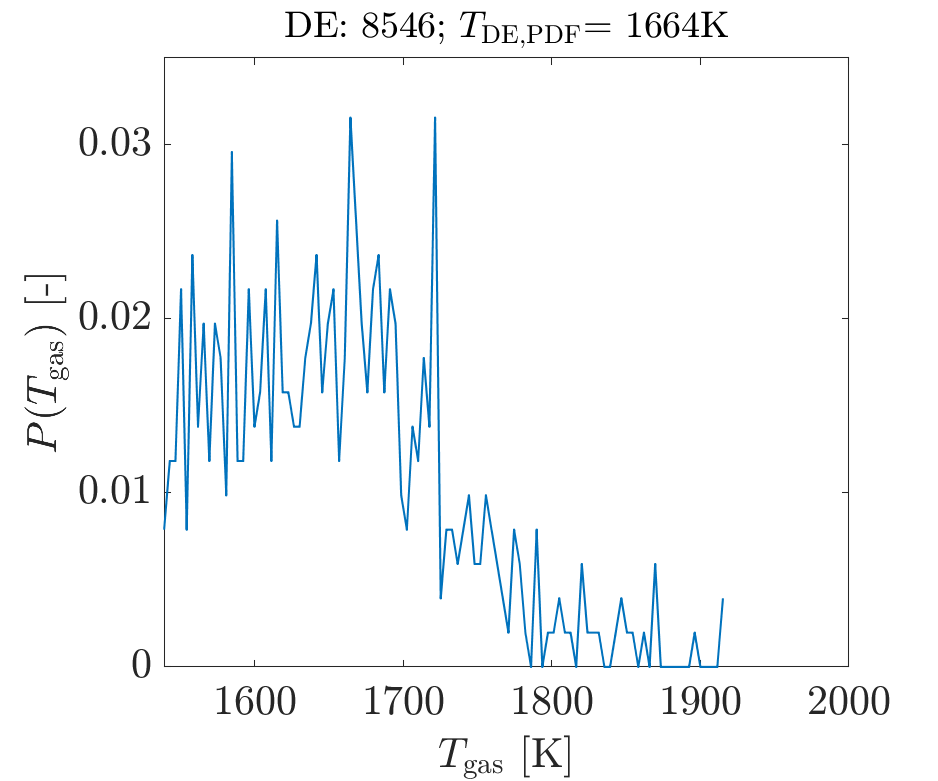 DE: 8546; T_DE,PDF= 1664K
0.03
0.02
0.01
0
P(T_gas) [-]
1600 1700 1800 1900 2000
T_gas [K]